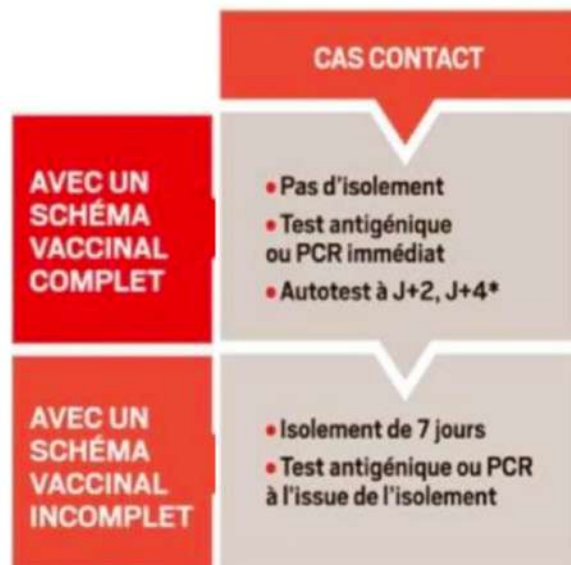 CAS CONTACT
AVEC UN
SCHÉMA
VACCINAL
COMPLET
• Pas d'isolement
• Test antigénique
ou PCR immédiat
• Autotest à J+2, J+4*
AVEC UN
SCHÉMA
VACCINAL
INCOMPLET
• Isolement de 7 jours
• Test antigénique ou PCR
à l'issue de l'isolement